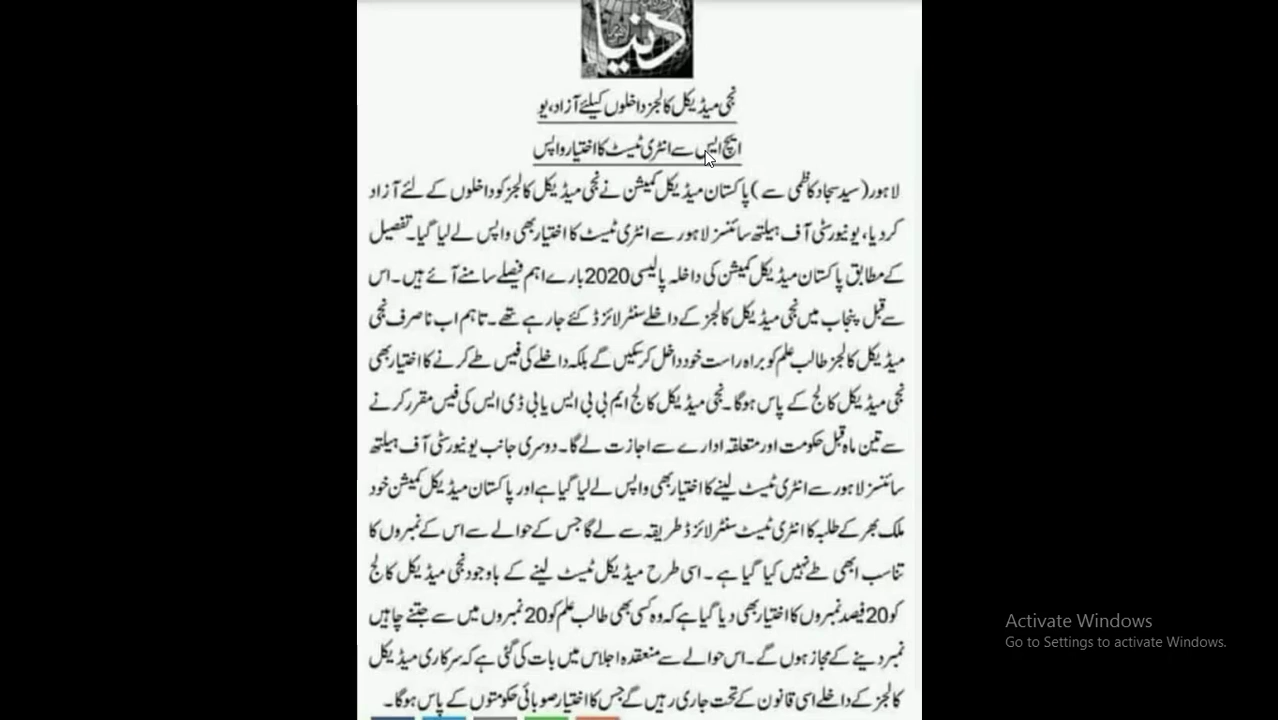 دنیا
نجی میڈیکل کالجز داخلوں کیلئے آزاد، یو
ایچ ایس سے انٹری ٹیسٹ کا اختیار واپس
لاہور (سید سجاد کاظمی سے) پاکستان میڈیکل کمیشن نے نجی میڈیکل کالجز کو داخلوں کے لئے آزاد
کر دیا، یونیورسٹی آف ہیلتھ سائنسز لاہور سے انٹری ٹیسٹ کا اختیار بھی واپس لے لیا گیا۔ تفصیل
کے مطابق پاکستان میڈیکل کمیشن کی داخلہ پالیسی 2020 بارے اہم فیصلے سامنے آئے ہیں۔ اس
سے قبل پنجاب میں نجی میڈیکل کالجز کے داخلے سنٹرلائزڈ کئے جا رہے تھے۔ تاہم اب نا صرف نجی
میڈیکل کالجز طالب علم کو براہ راست خود داخل کر سکیں گے بلکہ داخلے کی فیس طے کرنے کا اختیار بھی
نجی میڈیکل کالج کے پاس ہوگا۔ نجی میڈیکل کالج ایم بی بی ایس یا بی ڈی ایس کی فیس مقرر کرنے
سے تین ماہ قبل حکومت اور متعلقہ ادارے سے اجازت لے گا۔ دوسری جانب یونیورسٹی آف ہیلتھ
سائنسز لاہور سے انٹری ٹیسٹ لینے کا اختیار بھی واپس لے لیا گیا ہے اور پاکستان میڈیکل کمیشن خود
ملک بھر کے طلبہ کا انٹری ٹیسٹ سنٹرلائزڈ طریقہ سے لے گا جس کے حوالے سے اس کے نمبروں کا
تناسب ابھی طے نہیں کیا گیا ہے۔ اسی طرح میڈیکل ٹیسٹ لینے کے باوجود نجی میڈیکل کالج
کو 20 فیصد نمبروں کا اختیار بھی دیا گیا ہے کہ وہ کسی بھی طالب علم کو 20 نمبروں میں سے جتنے چاہیں
نمبر دینے کے مجاز ہوں گے۔ اس حوالے سے منعقدہ اجلاس میں بات کی گئی ہے کہ سرکاری میڈیکل
کالجز کے داخلے اسی قانون کے تحت جاری رہیں گے جس کا اختیار صوبائی حکومتوں کے پاس ہوگا۔
Activate Windows
Go to Settings to activate Windows.